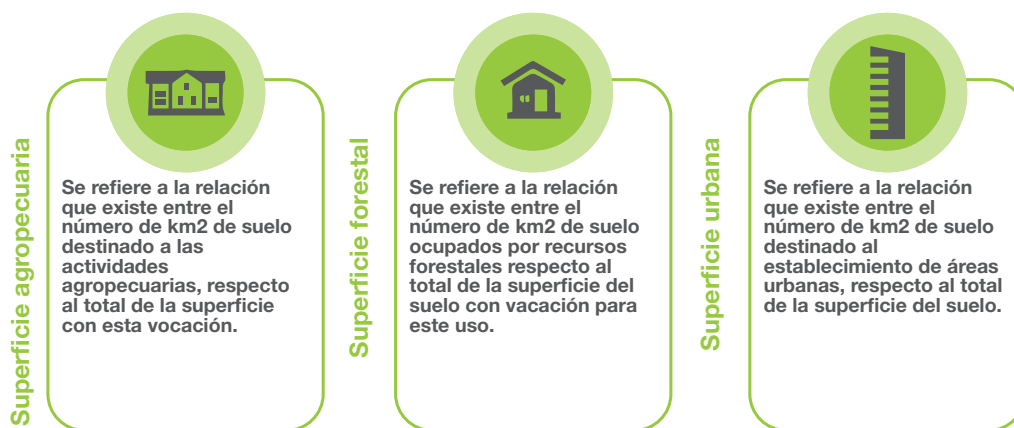 Superficie agropecuaria
Se refiere a la relación
que existe entre el
número de km2 de suelo
destinado a las
actividades
agropecuarias, respecto
al total de la superficie
con esta vocación.
Superficie forestal
Se refiere a la relación
que existe entre el
número de km2 de suelo
ocupados por recursos
forestales respecto al
total de la superficie del
suelo con vacación para
este uso.
Superficie urbana
Se refiere a la relación
que existe entre el
número de km2 de suelo
destinado al
establecimiento de áreas
urbanas, respecto al total
de la superficie del suelo.